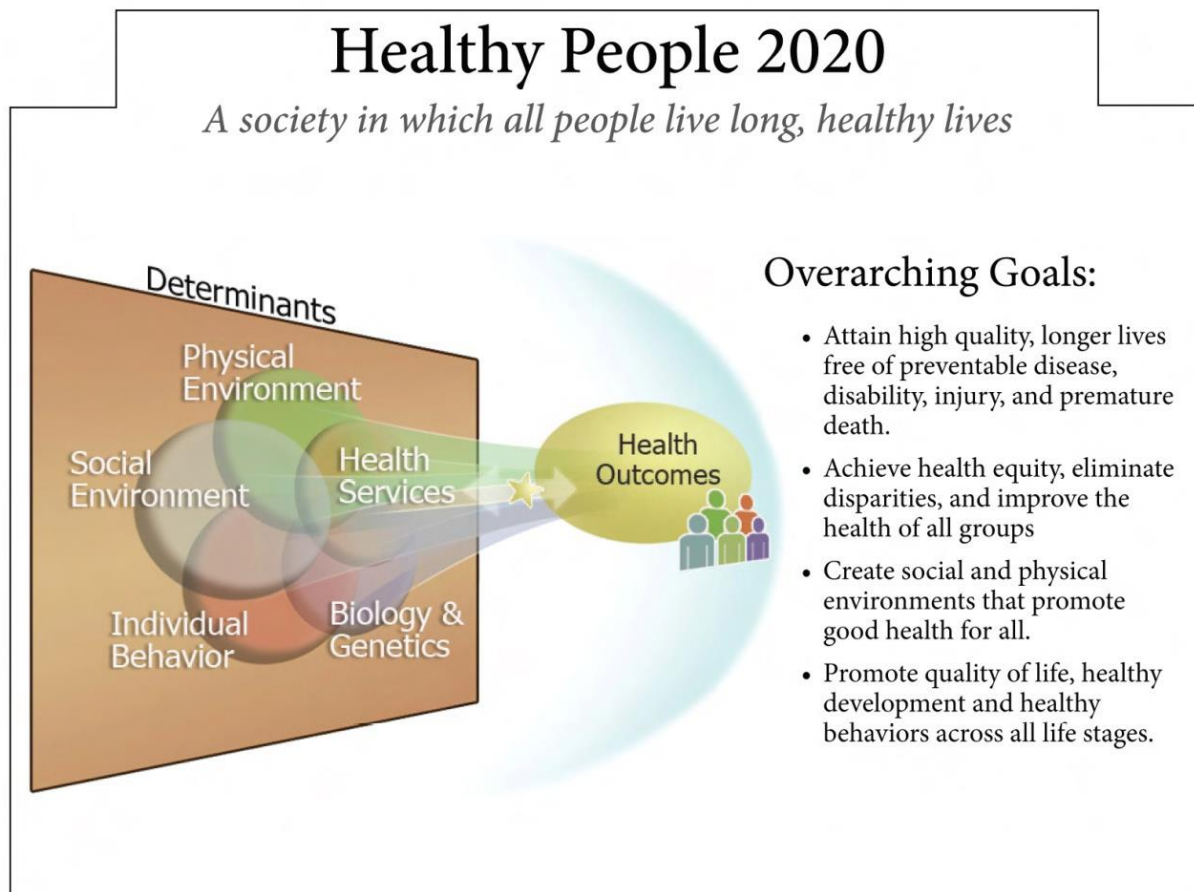 Healthy People 2020
A society in which all people live long, healthy lives
Determinants
Physical
Environment
Social
Environment
Health
Services
Individual
Behavior
Biology &
Genetics
Health
Outcomes
Overarching Goals:
• Attain high quality, longer lives
free of preventable disease,
disability, injury, and premature
death.
• Achieve health equity, eliminate
disparities, and improve the
health of all groups
• Create social and physical
environments that promote
good health for all.
• Promote quality of life, healthy
development and healthy
behaviors across all life stages.